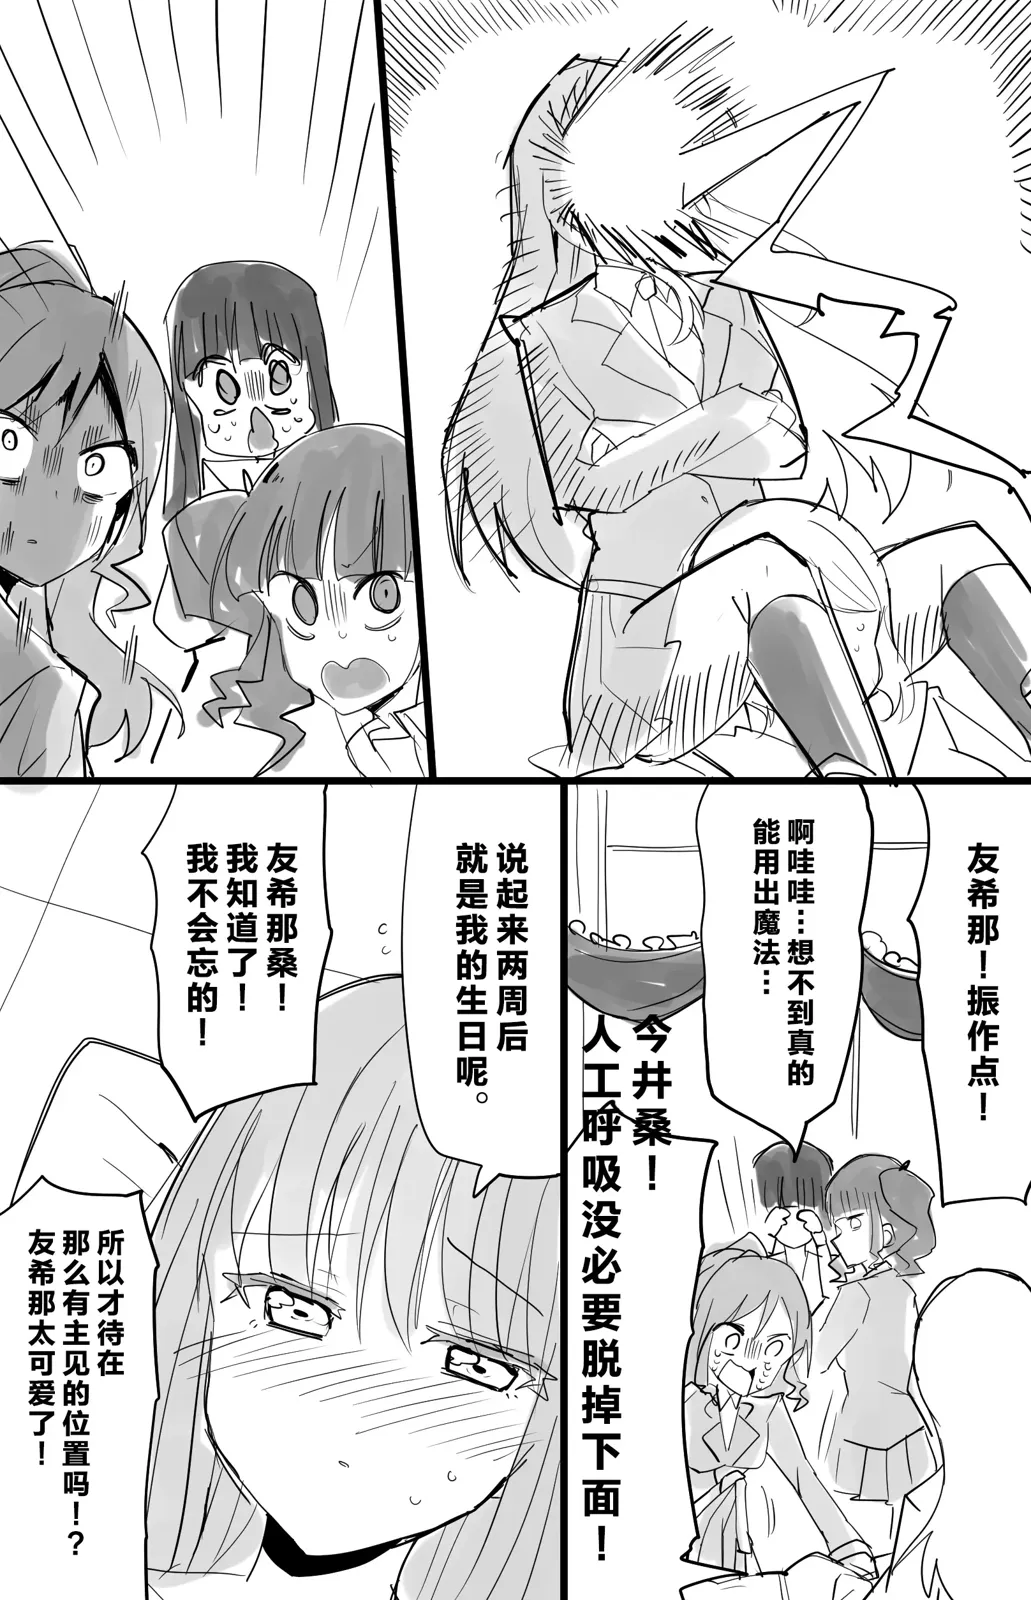 友希那！振作点！
啊哇哇…想不到真的
能用出魔法…
今井桑！
人工呼吸没必要脱掉下面！
说起来两周后
就是我的生日呢。
友希那桑！
我知道了！
我不会忘的！
所以才待在
那么有主见的位置吗！？
友希那太可爱了！